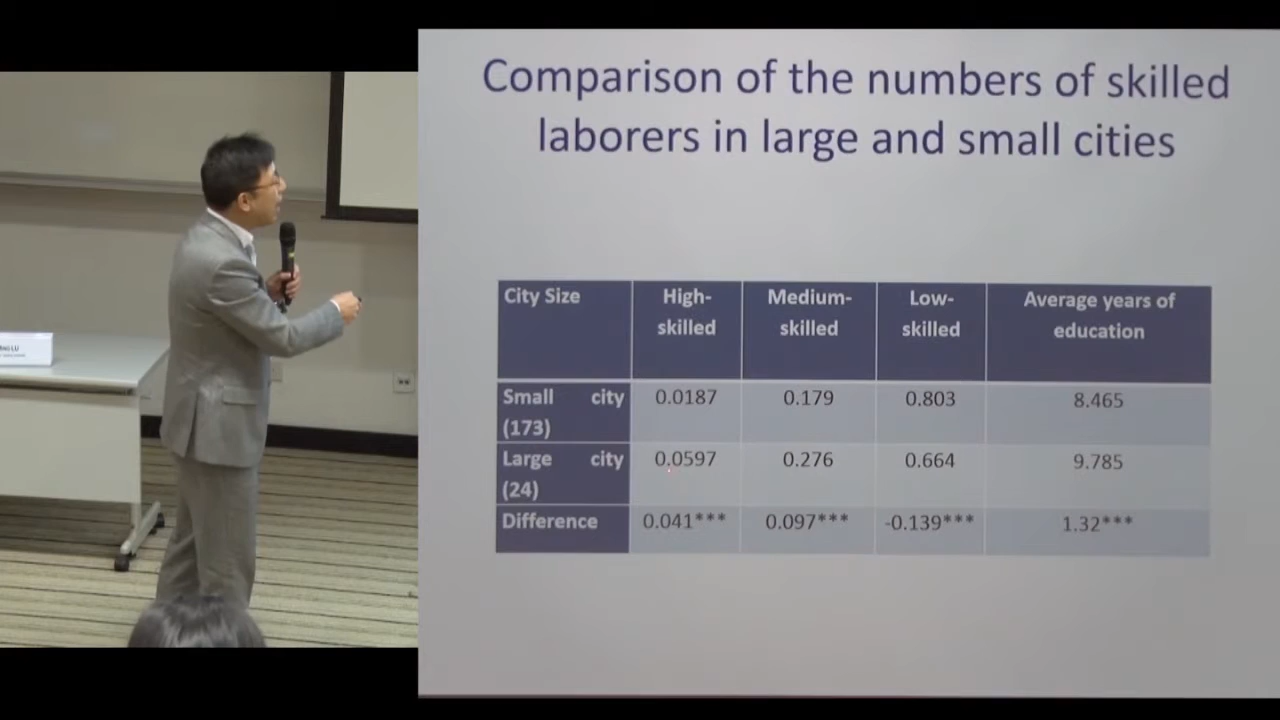 Comparison of the numbers of skilled
laborers in large and small cities
City Size High-skilled Medium-skilled Low-skilled Average years of education
Small city (173) 0.0187 0.179 0.803 8.465
Large city (24) 0.0597 0.276 0.664 9.785
Difference 0.041*** 0.097*** -0.139*** 1.32***
LU